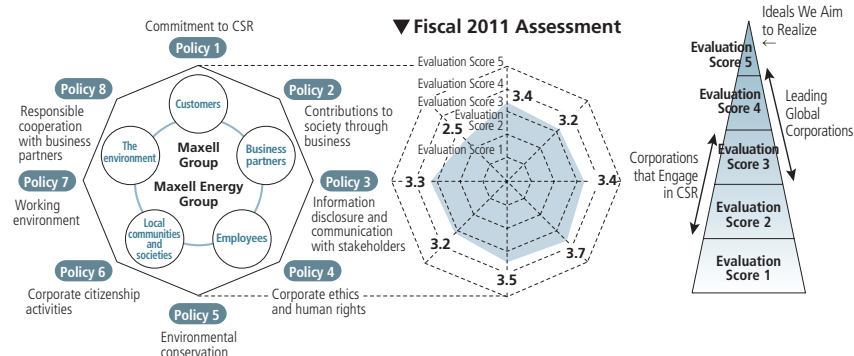 Commitment to CSR
Policy 1
Policy 8
Responsible
cooperation
with business
partners
Policy 2
Contributions to
society through
business
Policy 7
Working
environment
Policy 3
Information
disclosure and
communication
with stakeholders
Policy 6
Corporate citizenship
activities
Policy 4
Corporate ethics
and human rights
Policy 5
Environmental
conservation
Customers
The
environment
Business
partners
Local
communities
and
societies
Employees
Maxell
Group
Maxell Energy
Group
▼ Fiscal 2011 Assessment
Evaluation Score 5
Evaluation Score 4
Evaluation Score 3
Evaluation
Score 2
Evaluation Score 1
3.4
3.2
3.4
3.7
3.5
3.2
3.3
2.5
Ideals We Aim
to Realize
←
Evaluation
Score 5
Evaluation
Score 4
Evaluation
Score 3
Evaluation
Score 2
Evaluation
Score 1
Leading
Global
Corporations
Corporations
that Engage
in CSR